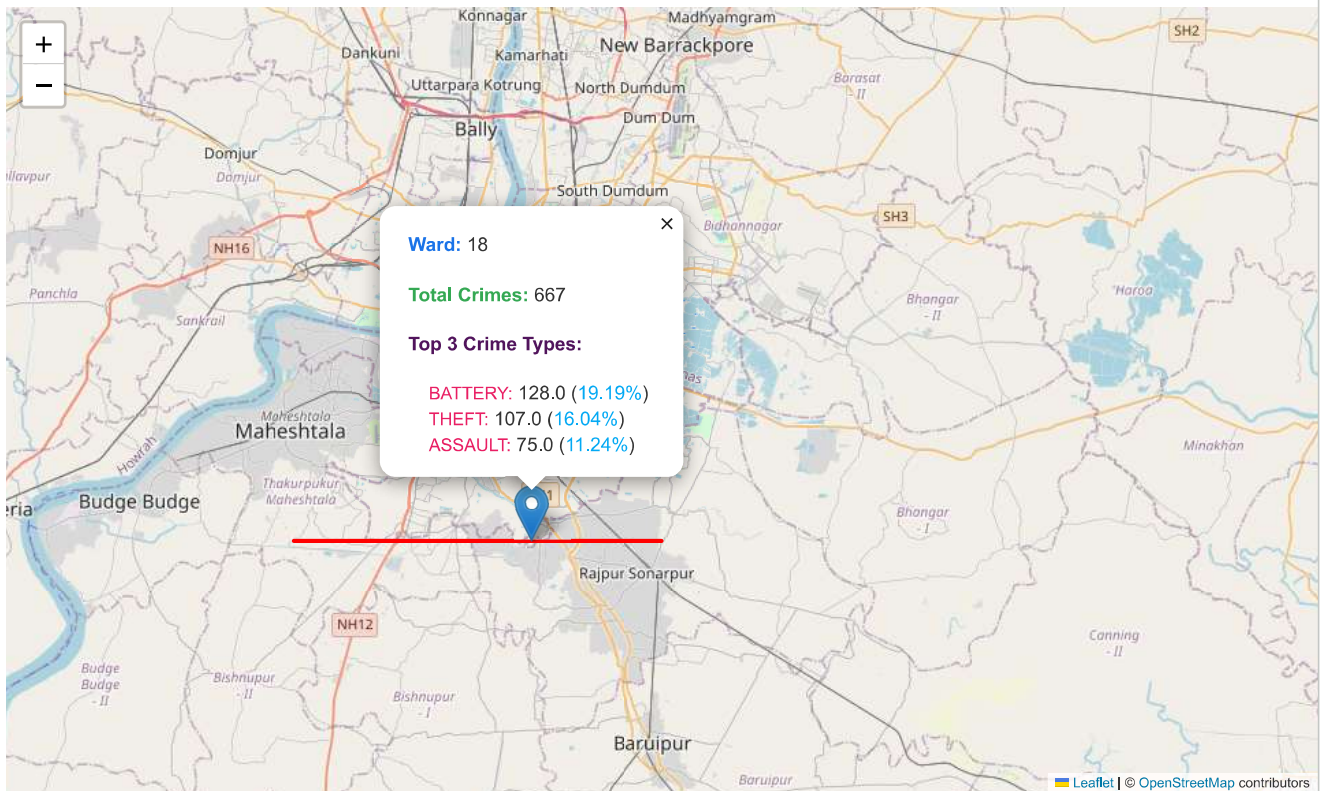 +
−
Konnagar
Madhyamgram
SH2
Dankuni
Kamarhati
New Barrackpore
Uttarpara Kotrung
North Dumdum
Barasat
- II
Dum Dum
Bally
Domjur
Domjur
South Dumdum
SH3
Bidhannagar
NH16
Panchla
Sankrail
Bhangar
- II
Haroa
×
Ward: 18
Total Crimes: 667
Top 3 Crime Types:
BATTERY: 128.0 (19.19%)
THEFT: 107.0 (16.04%)
ASSAULT: 75.0 (11.24%)
Maheshtala
Maheshtala
Howrah
Minakhan
Thakurpukur
Maheshtala
Budge Budge
Bhangar
- I
Rajpur Sonarpur
NH12
Canning
- II
Budge
Budge
- II
Bishnupur
- II
Bishnupur
- I
Baruipur
Baruipur
Leaflet | © OpenStreetMap contributors